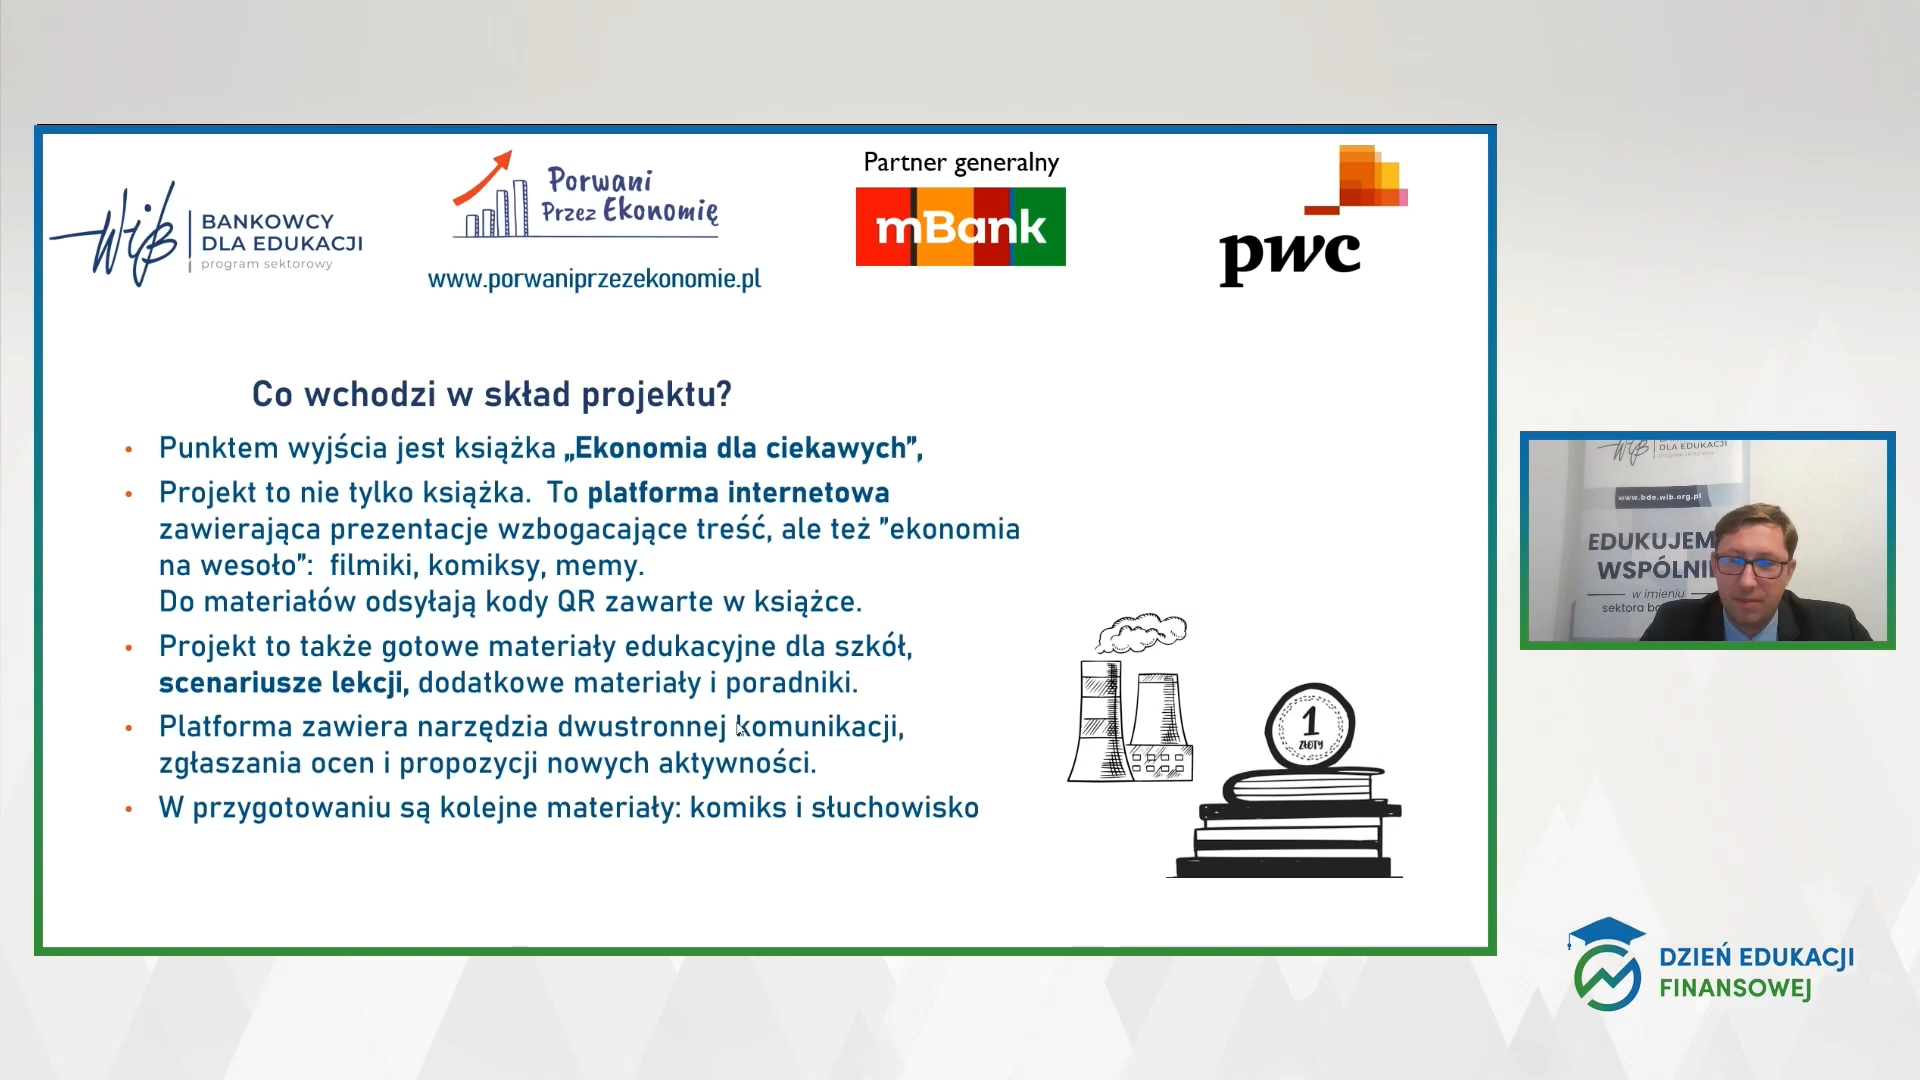 WiB
BANKOWCY
DLA EDUKACJI
program sektorowy
Porwani
Przez Ekonomię
www.porwaniprzezekonomie.pl
Partner generalny
mBank
pwc
Co wchodzi w skład projektu?
• Punktem wyjścia jest książka „Ekonomia dla ciekawych”,
• Projekt to nie tylko książka. To platforma internetowa
zawierająca prezentacje wzbogacające treść, ale też ”ekonomia
na wesoło”: filmiki, komiksy, memy.
Do materiałów odsyłają kody QR zawarte w książce.
• Projekt to także gotowe materiały edukacyjne dla szkół,
scenariusze lekcji, dodatkowe materiały i poradniki.
• Platforma zawiera narzędzia dwustronnej komunikacji,
zgłaszania ocen i propozycji nowych aktywności.
• W przygotowaniu są kolejne materiały: komiks i słuchowisko
1
ZŁOTY
WiB
DLA EDUKACJI
www.bde.wib.org.pl
EDUKUJEM
WSPÓLNI
w imieniu
sektora ba
DZIEŃ EDUKACJI
FINANSOWEJ